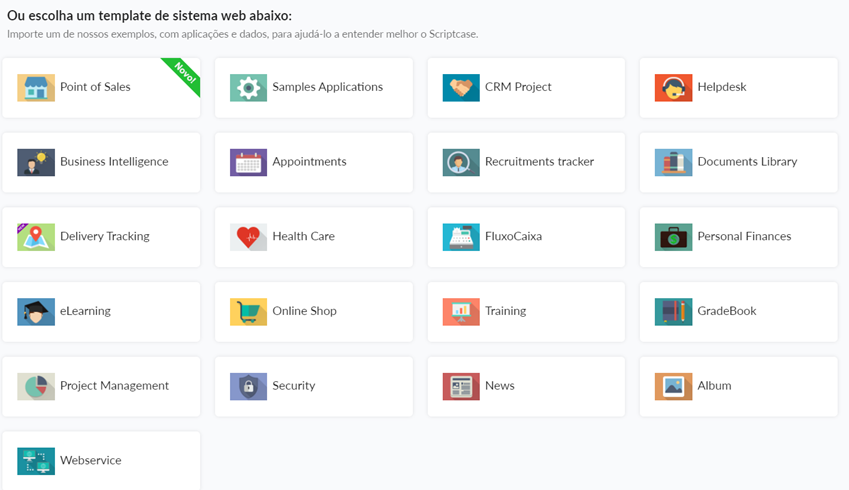 Ou escolha um template de sistema web abaixo:
Importe um de nossos exemplos, com aplicações e dados, para ajudá-lo a entender melhor o Scriptcase.
Point of Sales
Novo!
Samples Applications
CRM Project
Helpdesk
Business Intelligence
Appointments
Recruitments tracker
Documents Library
Delivery Tracking
Health Care
FluxoCaixa
Personal Finances
eLearning
Online Shop
Training
GradeBook
Project Management
Security
News
Album
Webservice